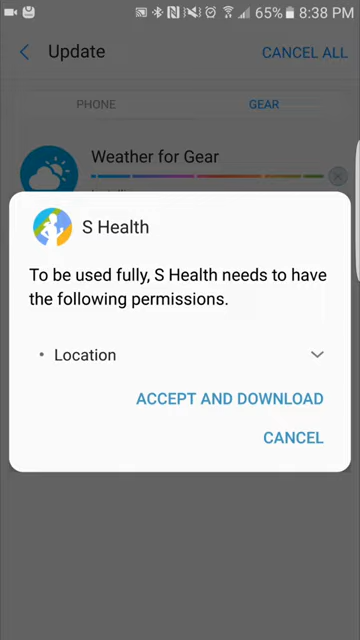 65% 8:38 PM
Update
CANCEL ALL
PHONE
GEAR
Weather for Gear
S Health
To be used fully, S Health needs to have
the following permissions.
• Location
ACCEPT AND DOWNLOAD
CANCEL